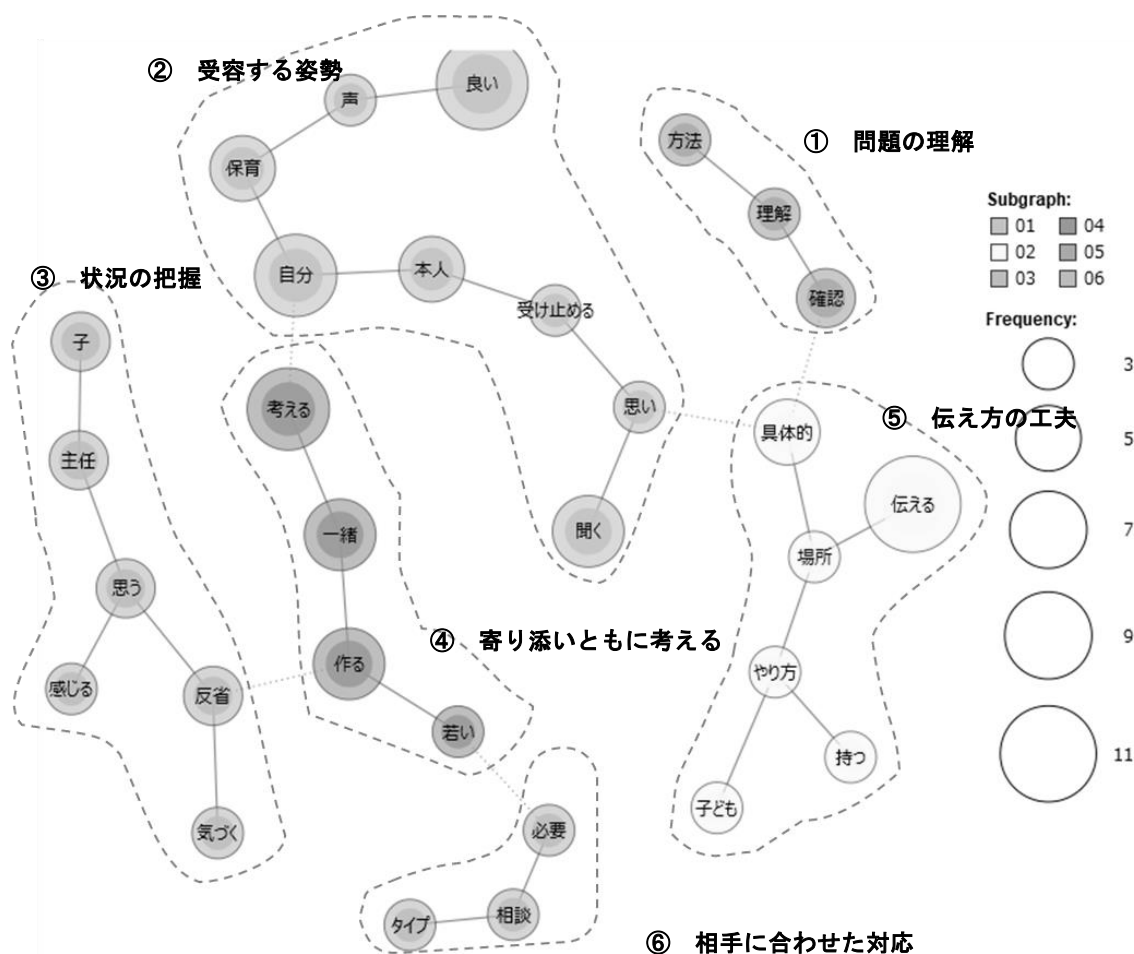 ② 受容する姿勢
良い
声
保育
自分
本人
受け止める
思い
聞く
① 問題の理解
方法
理解
確認
Subgraph:
01 04
02 05
03 06
Frequency:
3
5
7
9
11
③ 状況の把握
子
主任
思う
感じる
反省
気づく
考える
一緒
作る
若い
④ 寄り添いともに考える
⑤ 伝え方の工夫
具体的
伝える
場所
やり方
持つ
子ども
必要
相談
タイプ
⑥ 相手に合わせた対応